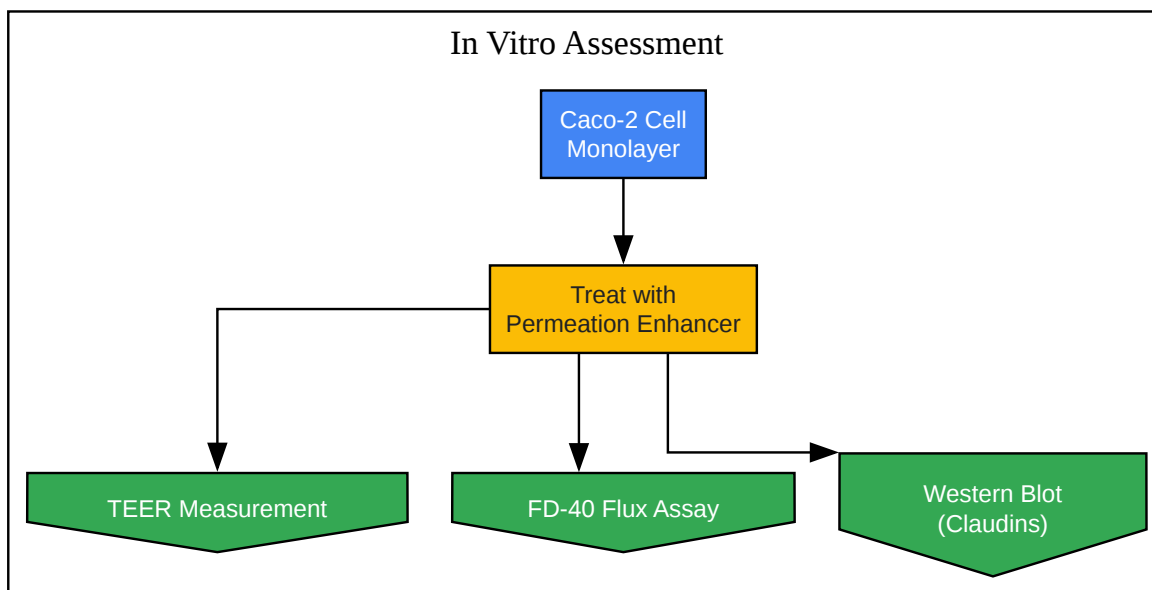 In Vitro Assessment
Caco-2 Cell
Monolayer
Treat with
Permeation Enhancer
TEER Measurement
FD-40 Flux Assay
Western Blot
(Claudins)